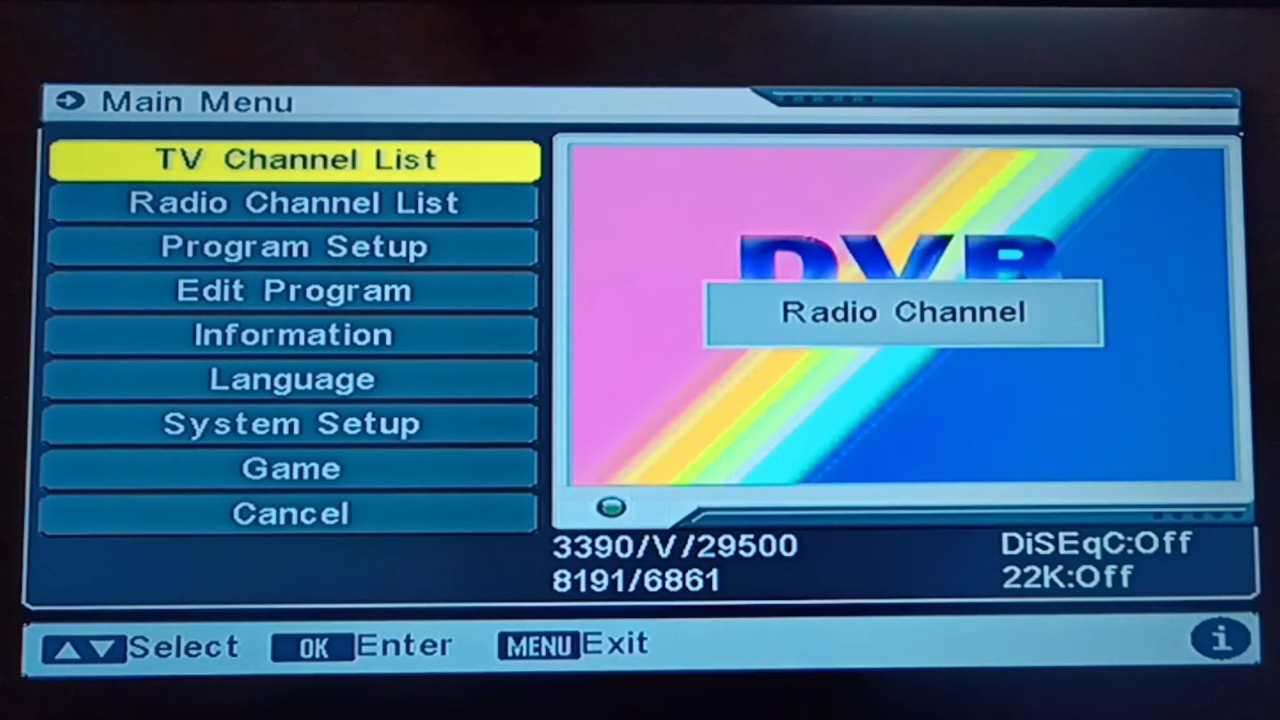 Main Menu
TV Channel List
Radio Channel List
Program Setup
Edit Program
Information
Language
System Setup
Game
Cancel
DVB
Radio Channel
3390/V/29500
8191/6861
DiSEqC:Off
22K:Off
Select OK Enter MENU Exit i